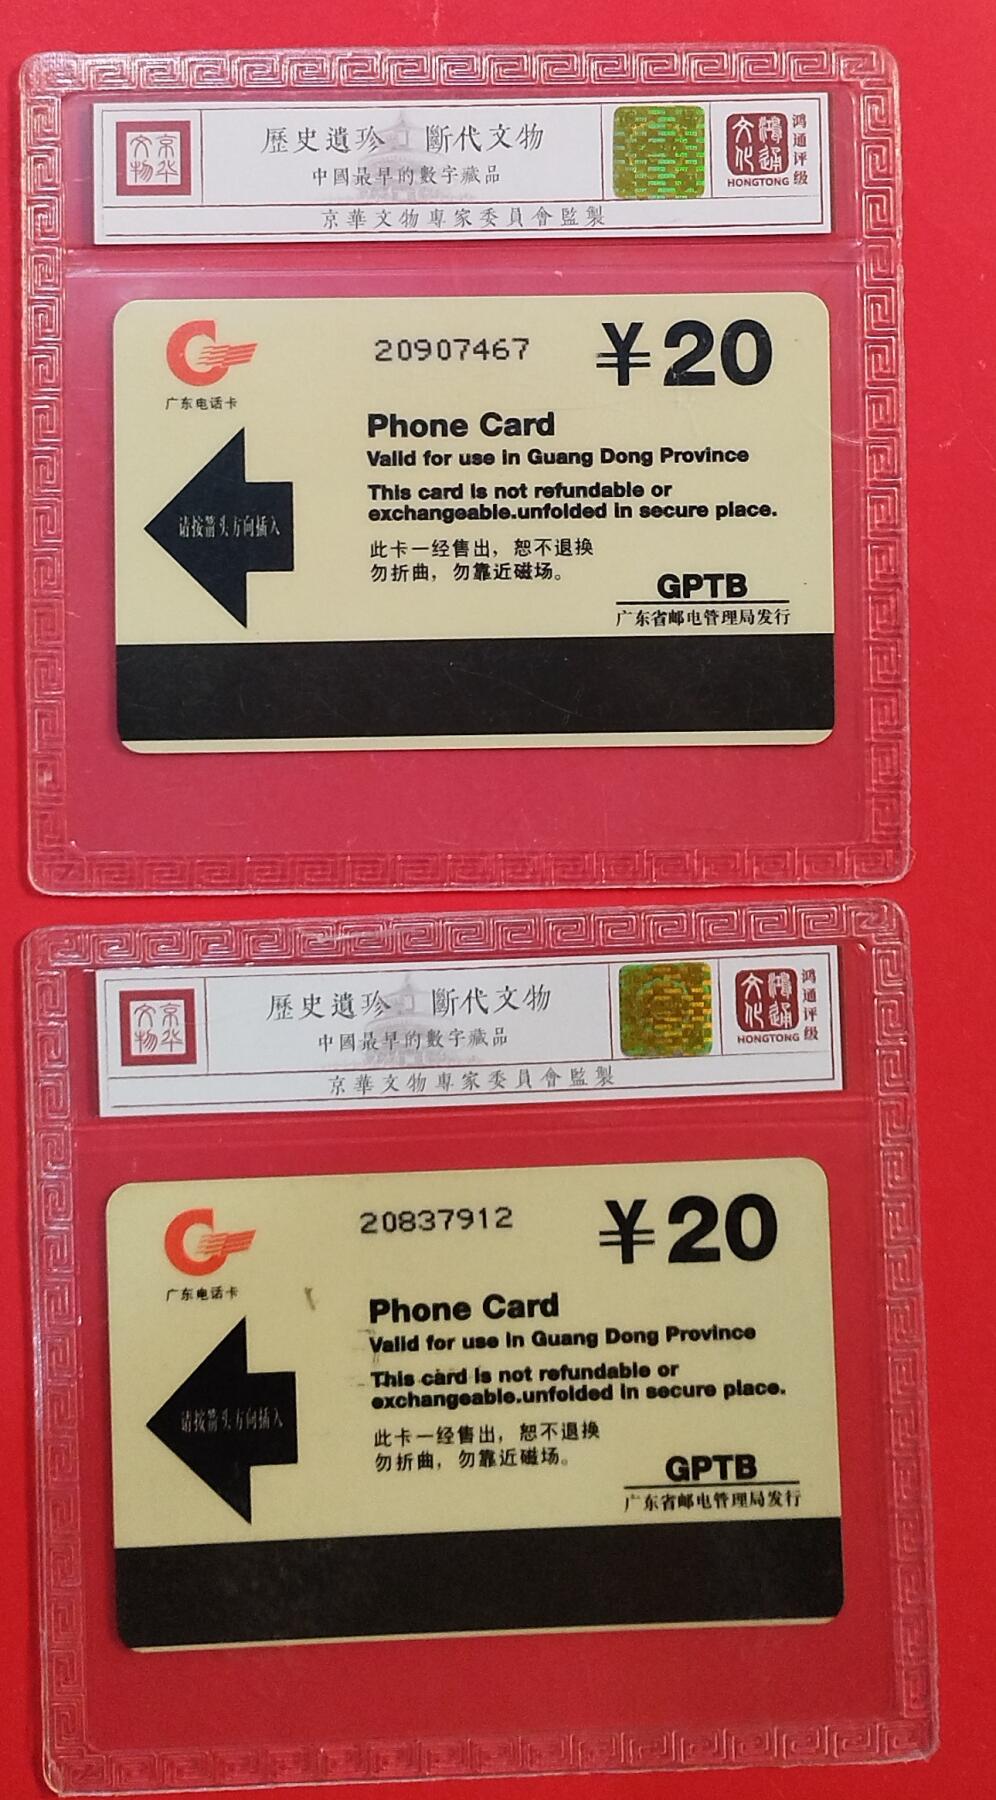 京华
文物
歷史遺珍 斷代文物
中國最早的數字藏品
京華文物專家委員會監製
鴻通
文化
HONGTONG
鸿通评级
20907467
¥20
广东电话卡
Phone Card
Valid for use in Guang Dong Province
This card is not refundable or
exchangeable.unfolded in secure place.
请按箭头方向插入
此卡一经售出，恕不退换
勿折曲，勿靠近磁场。
GPTB
广东省邮电管理局发行
京华
文物
歷史遺珍 斷代文物
中國最早的數字藏品
京華文物專家委員會監製
鴻通
文化
HONGTONG
鸿通评级
20837912
¥20
广东电话卡
Phone Card
Valid for use in Guang Dong Province
This card is not refundable or
exchangeable.unfolded in secure place.
请按箭头方向插入
此卡一经售出，恕不退换
勿折曲，勿靠近磁场。
GPTB
广东省邮电管理局发行